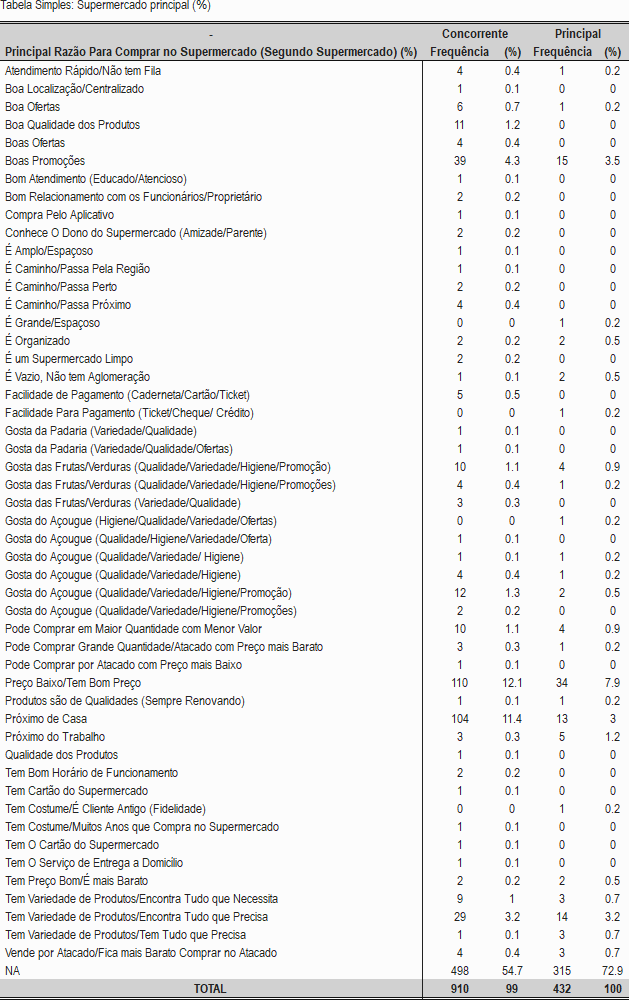 Tabela Simples: Supermercado principal (%)
- Concorrente Principal
Principal Razão Para Comprar no Supermercado (Segundo Supermercado) (%) Frequência (%) Frequência (%)
Atendimento Rápido/Não tem Fila 4 0.4 1 0.2
Boa Localização/Centralizado 1 0.1 0 0
Boa Ofertas 6 0.7 1 0.2
Boa Qualidade dos Produtos 11 1.2 0 0
Boas Ofertas 4 0.4 0 0
Boas Promoções 39 4.3 15 3.5
Bom Atendimento (Educado/Atencioso) 1 0.1 0 0
Bom Relacionamento com os Funcionários/Proprietário 2 0.2 0 0
Compra Pelo Aplicativo 1 0.1 0 0
Conhece O Dono do Supermercado (Amizade/Parente) 2 0.2 0 0
É Amplo/Espaçoso 1 0.1 0 0
É Caminho/Passa Pela Região 1 0.1 0 0
É Caminho/Passa Perto 2 0.2 0 0
É Caminho/Passa Próximo 4 0.4 0 0
É Grande/Espaçoso 0 0 1 0.2
É Organizado 2 0.2 2 0.5
É um Supermercado Limpo 2 0.2 0 0
É Vazio, Não tem Aglomeração 1 0.1 2 0.5
Facilidade de Pagamento (Caderneta/Cartão/Ticket) 5 0.5 0 0
Facilidade Para Pagamento (Ticket/Cheque/ Crédito) 0 0 1 0.2
Gosta da Padaria (Variedade/Qualidade) 1 0.1 0 0
Gosta da Padaria (Variedade/Qualidade/Ofertas) 1 0.1 0 0
Gosta das Frutas/Verduras (Qualidade/Variedade/Higiene/Promoção) 10 1.1 4 0.9
Gosta das Frutas/Verduras (Qualidade/Variedade/Higiene/Promoções) 4 0.4 1 0.2
Gosta das Frutas/Verduras (Variedade/Qualidade) 3 0.3 0 0
Gosta do Açougue (Higiene/Qualidade/Variedade/Ofertas) 0 0 1 0.2
Gosta do Açougue (Qualidade/Higiene/Variedade/Oferta) 1 0.1 0 0
Gosta do Açougue (Qualidade/Variedade/ Higiene) 1 0.1 1 0.2
Gosta do Açougue (Qualidade/Variedade/Higiene) 4 0.4 1 0.2
Gosta do Açougue (Qualidade/Variedade/Higiene/Promoção) 12 1.3 2 0.5
Gosta do Açougue (Qualidade/Variedade/Higiene/Promoções) 2 0.2 0 0
Pode Comprar em Maior Quantidade com Menor Valor 10 1.1 4 0.9
Pode Comprar Grande Quantidade/Atacado com Preço mais Barato 3 0.3 1 0.2
Pode Comprar por Atacado com Preço mais Baixo 1 0.1 0 0
Preço Baixo/Tem Bom Preço 110 12.1 34 7.9
Produtos são de Qualidades (Sempre Renovando) 1 0.1 1 0.2
Próximo de Casa 104 11.4 13 3
Próximo do Trabalho 3 0.3 5 1.2
Qualidade dos Produtos 1 0.1 0 0
Tem Bom Horário de Funcionamento 2 0.2 0 0
Tem Cartão do Supermercado 1 0.1 0 0
Tem Costume/É Cliente Antigo (Fidelidade) 0 0 1 0.2
Tem Costume/Muitos Anos que Compra no Supermercado 1 0.1 0 0
Tem O Cartão do Supermercado 1 0.1 0 0
Tem O Serviço de Entrega a Domicílio 1 0.1 0 0
Tem Preço Bom/É mais Barato 2 0.2 2 0.5
Tem Variedade de Produtos/Encontra Tudo que Necessita 9 1 3 0.7
Tem Variedade de Produtos/Encontra Tudo que Precisa 29 3.2 14 3.2
Tem Variedade de Produtos/Tem Tudo que Precisa 1 0.1 3 0.7
Vende por Atacado/Fica mais Barato Comprar no Atacado 4 0.4 3 0.7
NA 498 54.7 315 72.9
TOTAL 910 99 432 100